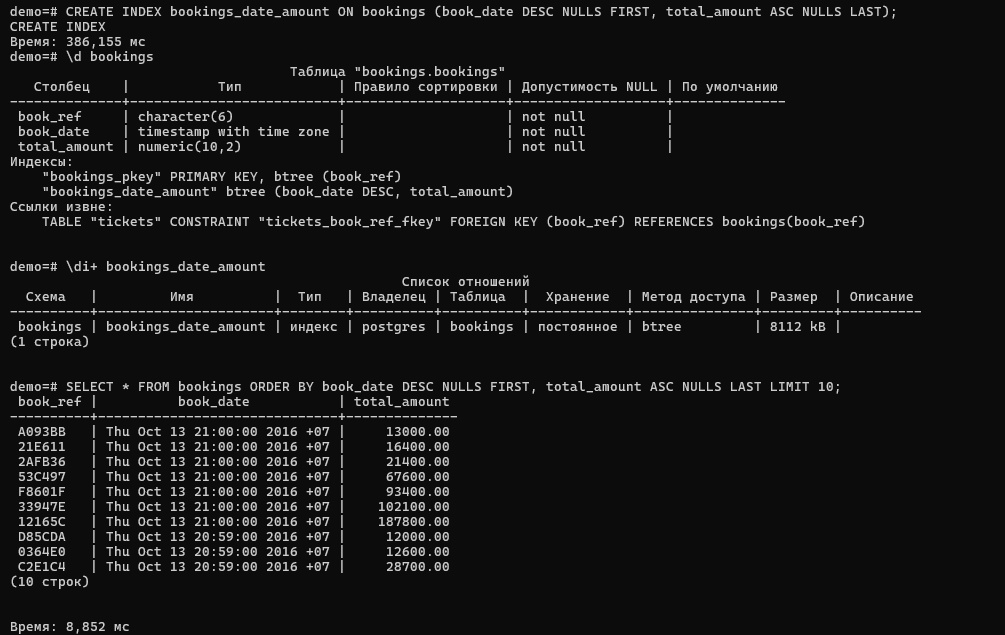 demo=# CREATE INDEX bookings_date_amount ON bookings (book_date DESC NULLS FIRST, total_amount ASC NULLS LAST);
CREATE INDEX
Время: 386,155 мс
demo=# \d bookings
                                   Таблица "bookings.bookings"
   Столбец    |           Тип            | Правило сортировки | Допустимость NULL | По умолчанию
--------------+--------------------------+--------------------+-------------------+--------------
 book_ref     | character(6)             |                    | not null          |
 book_date    | timestamp with time zone |                    | not null          |
 total_amount | numeric(10,2)            |                    | not null          |
Индексы:
    "bookings_pkey" PRIMARY KEY, btree (book_ref)
    "bookings_date_amount" btree (book_date DESC, total_amount)
Ссылки извне:
    TABLE "tickets" CONSTRAINT "tickets_book_ref_fkey" FOREIGN KEY (book_ref) REFERENCES bookings(book_ref)
demo=# \di+ bookings_date_amount
                                                 Список отношений
  Схема   |         Имя          |  Тип   | Владелец | Таблица  |  Хранение  | Метод доступа | Размер  | Описание
----------+----------------------+--------+----------+----------+------------+---------------+---------+----------
 bookings | bookings_date_amount | индекс | postgres | bookings | постоянное | btree         | 8112 kB |
(1 строка)
demo=# SELECT * FROM bookings ORDER BY book_date DESC NULLS FIRST, total_amount ASC NULLS LAST LIMIT 10;
 book_ref |          book_date           | total_amount
----------+------------------------------+--------------
 A093BB   | Thu Oct 13 21:00:00 2016 +07 |     13000.00
 21E611   | Thu Oct 13 21:00:00 2016 +07 |     16400.00
 2AFB36   | Thu Oct 13 21:00:00 2016 +07 |     21400.00
 53C497   | Thu Oct 13 21:00:00 2016 +07 |     67600.00
 F8601F   | Thu Oct 13 21:00:00 2016 +07 |     93400.00
 33947E   | Thu Oct 13 21:00:00 2016 +07 |    102100.00
 12165C   | Thu Oct 13 21:00:00 2016 +07 |    187800.00
 D85CDA   | Thu Oct 13 20:59:00 2016 +07 |     12000.00
 0364E0   | Thu Oct 13 20:59:00 2016 +07 |     12600.00
 C2E1C4   | Thu Oct 13 20:59:00 2016 +07 |     28700.00
(10 строк)
Время: 8,852 мс